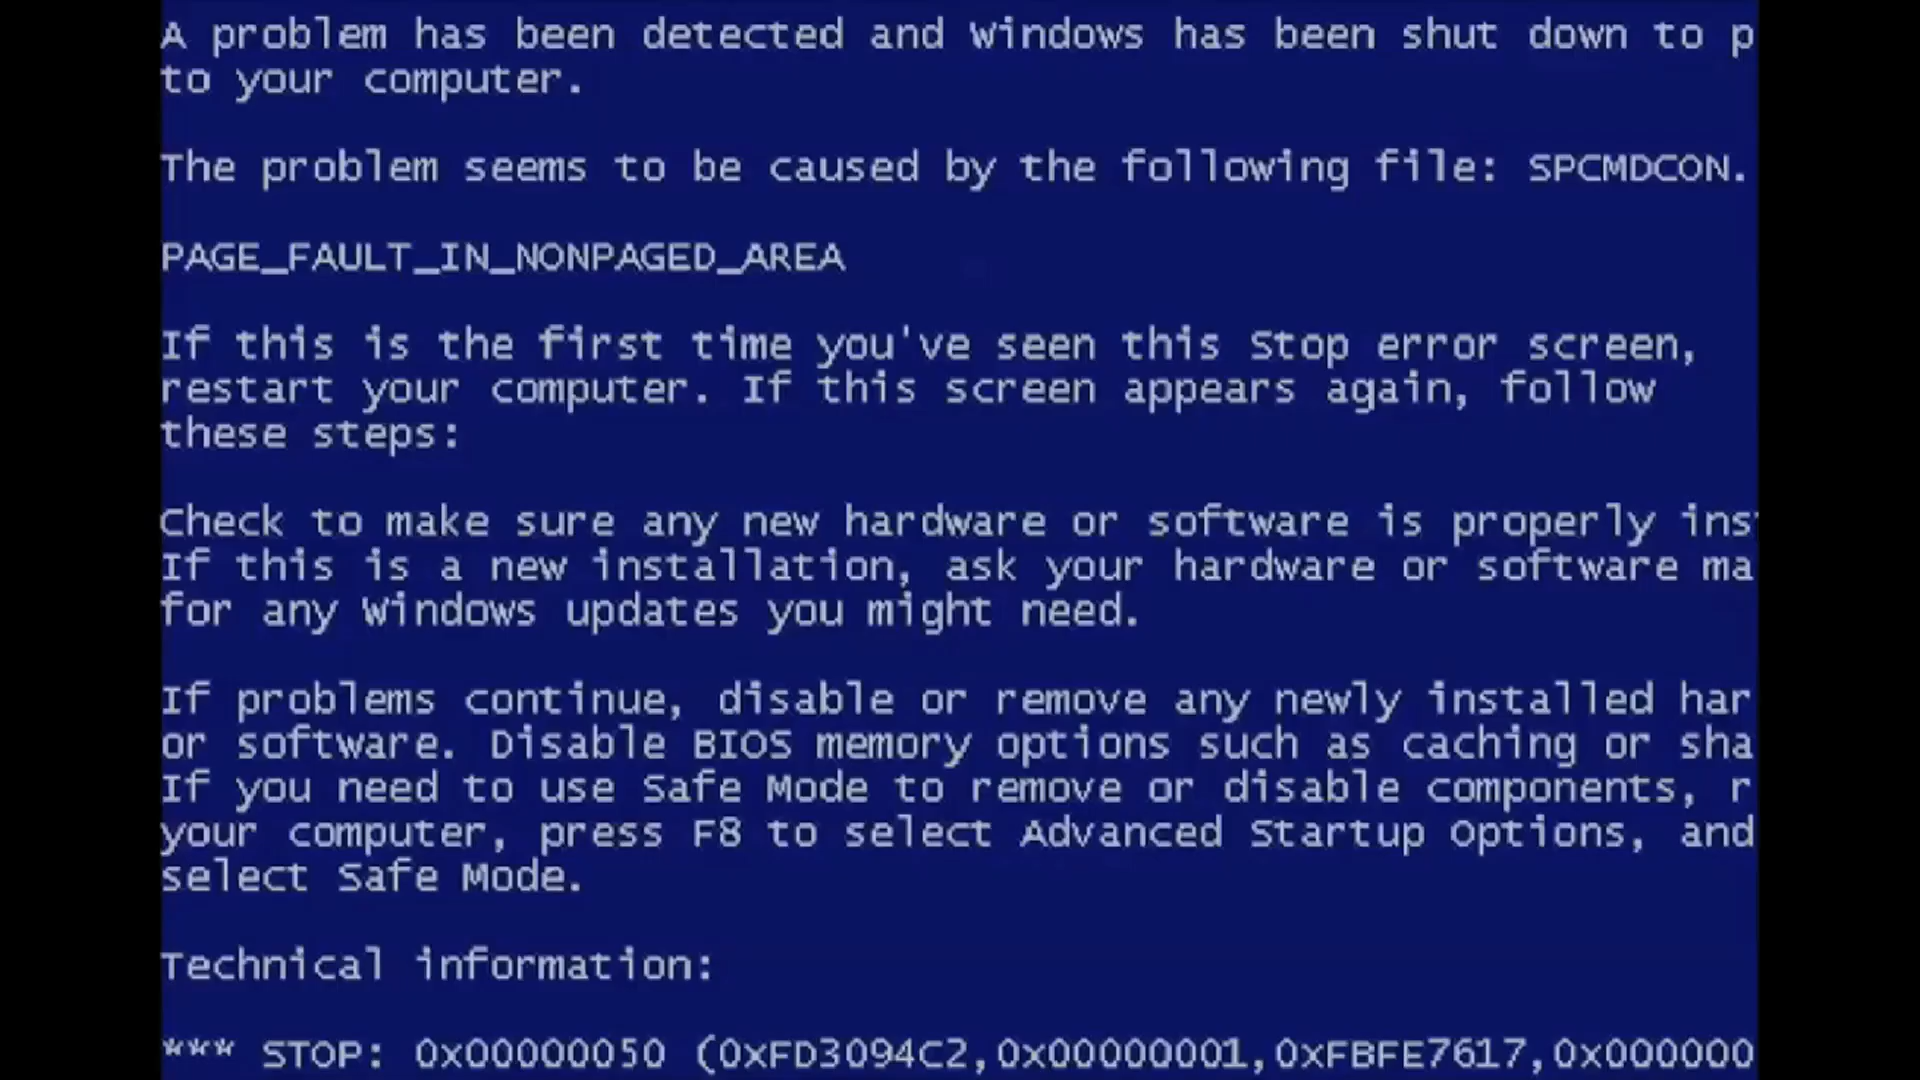 A problem has been detected and Windows has been shut down to p
to your computer.
The problem seems to be caused by the following file: SPCMDCON.
PAGE_FAULT_IN_NONPAGED_AREA
If this is the first time you've seen this Stop error screen,
restart your computer. If this screen appears again, follow
these steps:
Check to make sure any new hardware or software is properly ins
If this is a new installation, ask your hardware or software ma
for any Windows updates you might need.
If problems continue, disable or remove any newly installed har
or software. Disable BIOS memory options such as caching or sha
If you need to use Safe Mode to remove or disable components, r
your computer, press F8 to select Advanced Startup Options, and
select Safe Mode.
Technical information:
*** STOP: 0x00000050 (0xFD3094C2,0x00000001,0xFBFE7617,0x000000